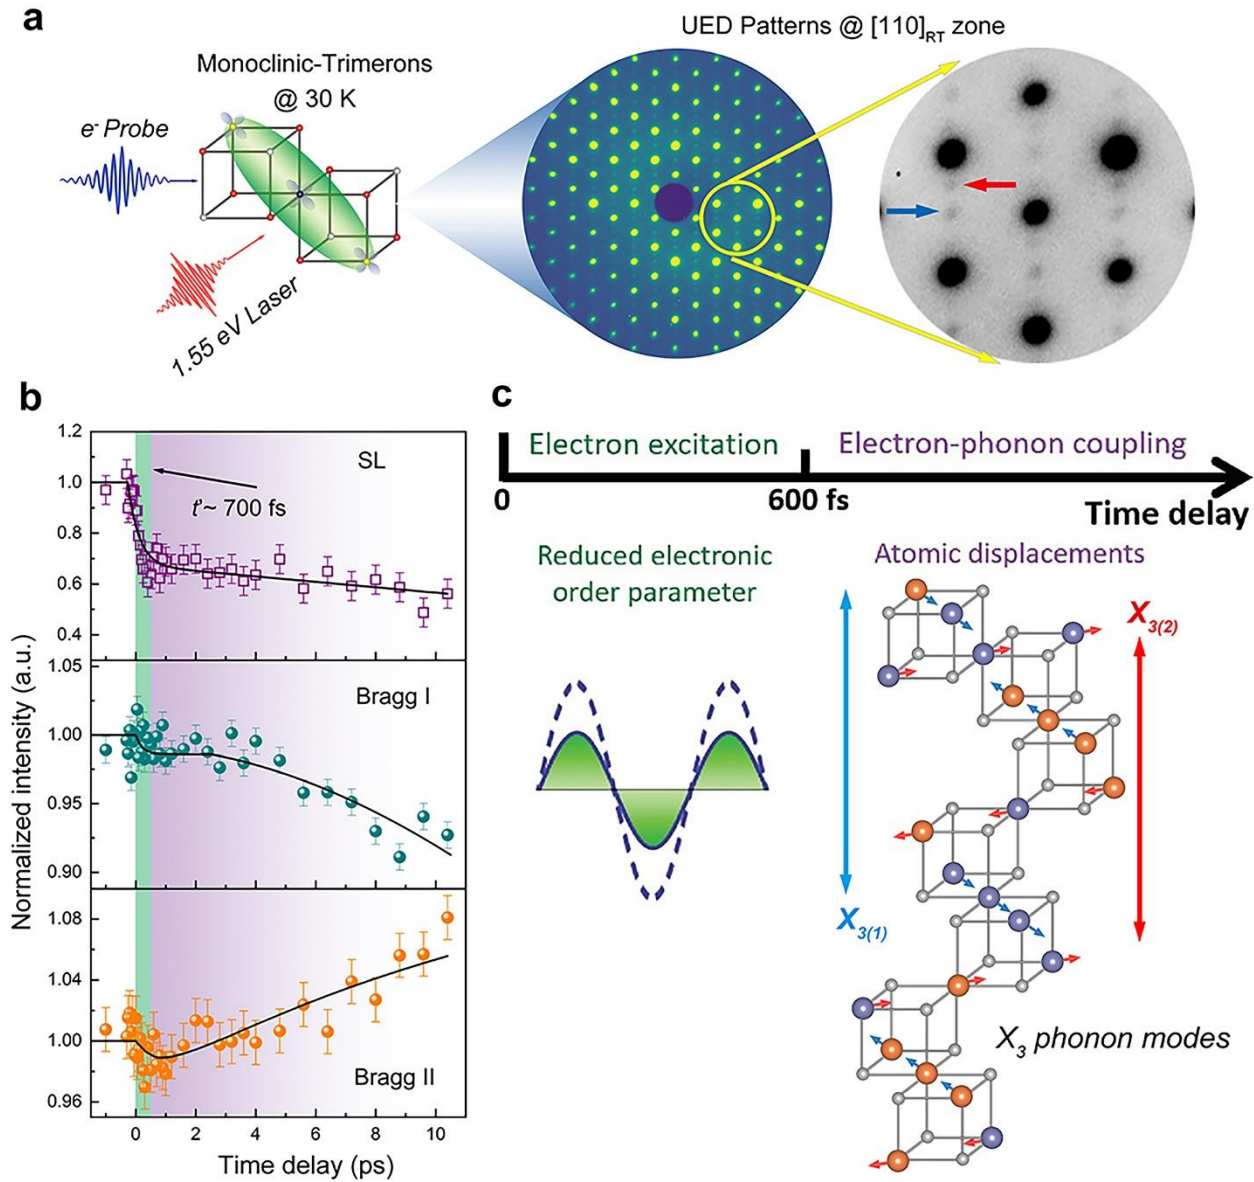 a
UED Patterns @ [110]RT zone
Monoclinic-Trimerons
@ 30 K
e- Probe
1.55 eV Laser
b
1.2
1.0
0.8
0.6
0.4
SL
t'~ 700 fs
1.05
1.00
0.95
0.90
Bragg I
1.08
1.04
1.00
0.96
Bragg II
0 2 4 6 8 10
Time delay (ps)
Normalized intensity (a.u.)
c
Electron excitation
Electron-phonon coupling
0
600 fs
Time delay
Reduced electronic
order parameter
Atomic displacements
X3(2)
X3(1)
X3 phonon modes